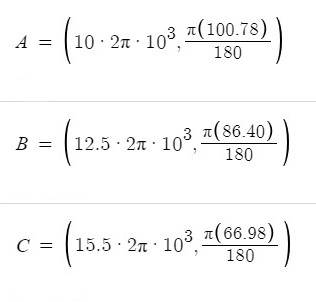 A = (10 · 2π · 10³, π(100.78)/180)
B = (12.5 · 2π · 10³, π(86.40)/180)
C = (15.5 · 2π · 10³, π(66.98)/180)